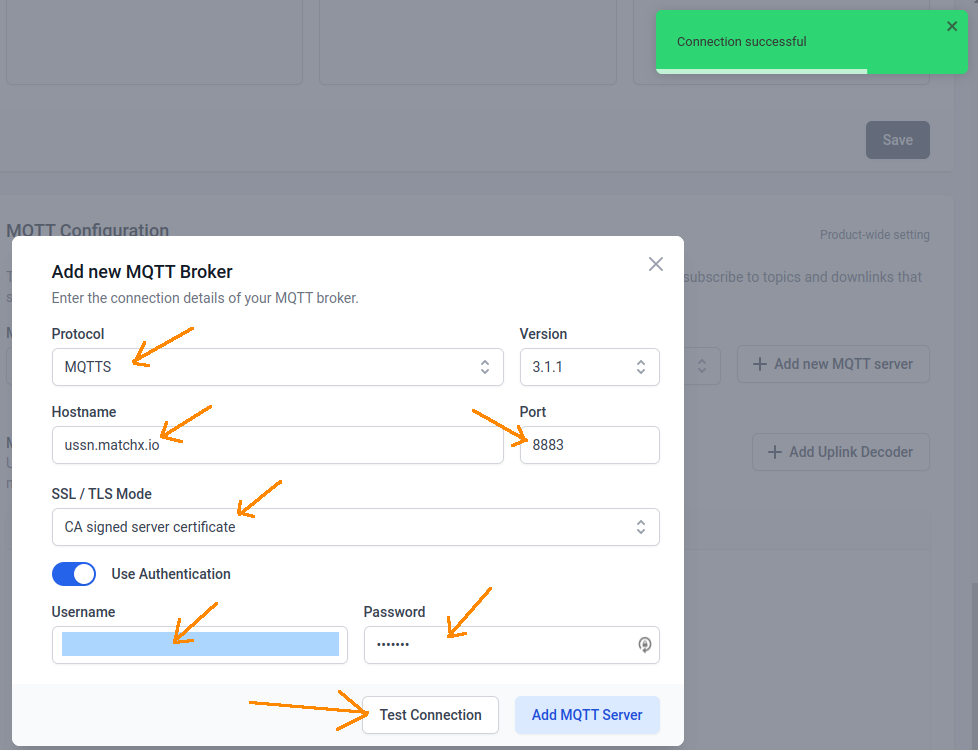 Connection successful
Save
MQTT Configuration
Product-wide setting
subscribe to topics and downlinks that
Add new MQTT Broker
Enter the connection details of your MQTT broker.
Protocol
Version
MQTTS
3.1.1
Add new MQTT server
Hostname
Port
ussn.matchx.io
8883
Add Uplink Decoder
SSL / TLS Mode
CA signed server certificate
Use Authentication
Username
Password
•••••••
Test Connection
Add MQTT Server